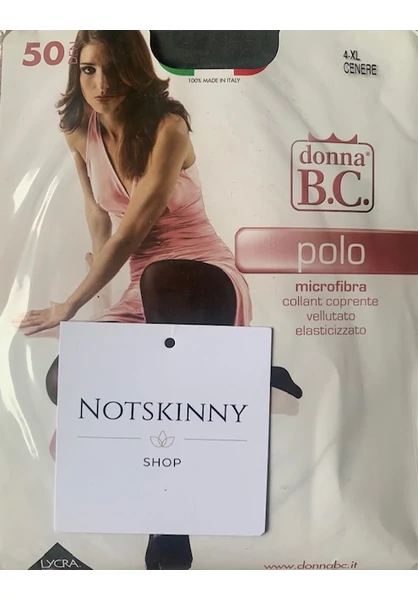 50 DEN
100% MADE IN ITALY
4-XL
CENERE
donna®
B.C.
polo
microfibra
collant coprente
vellutato
elasticizzato
NOTSKINNY
SHOP
LYCRA
www.donnabc.it